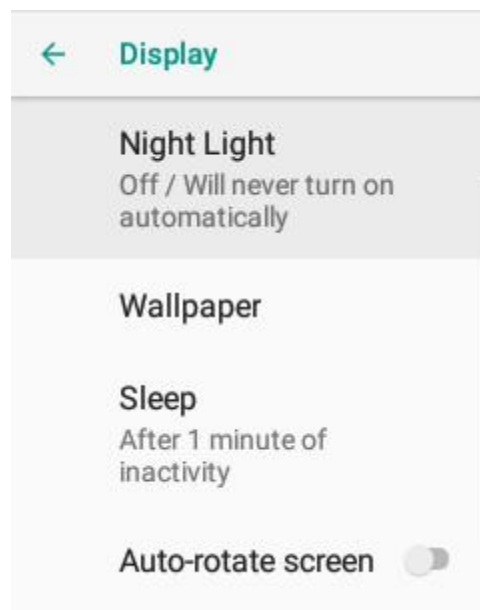 Display
Night Light
Off / Will never turn on
automatically
Wallpaper
Sleep
After 1 minute of
inactivity
Auto-rotate screen